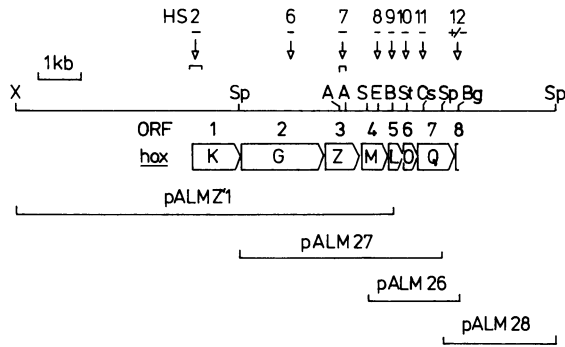 HS 2 6 7 8 9 10 11 12
- - - - - - - +/-
1kb
X Sp A A S E B St Cs Sp Bg Sp
ORF 1 2 3 4 5 6 7 8
hox K G Z M L O Q
pALMZ'1
pALM27
pALM26
pALM28